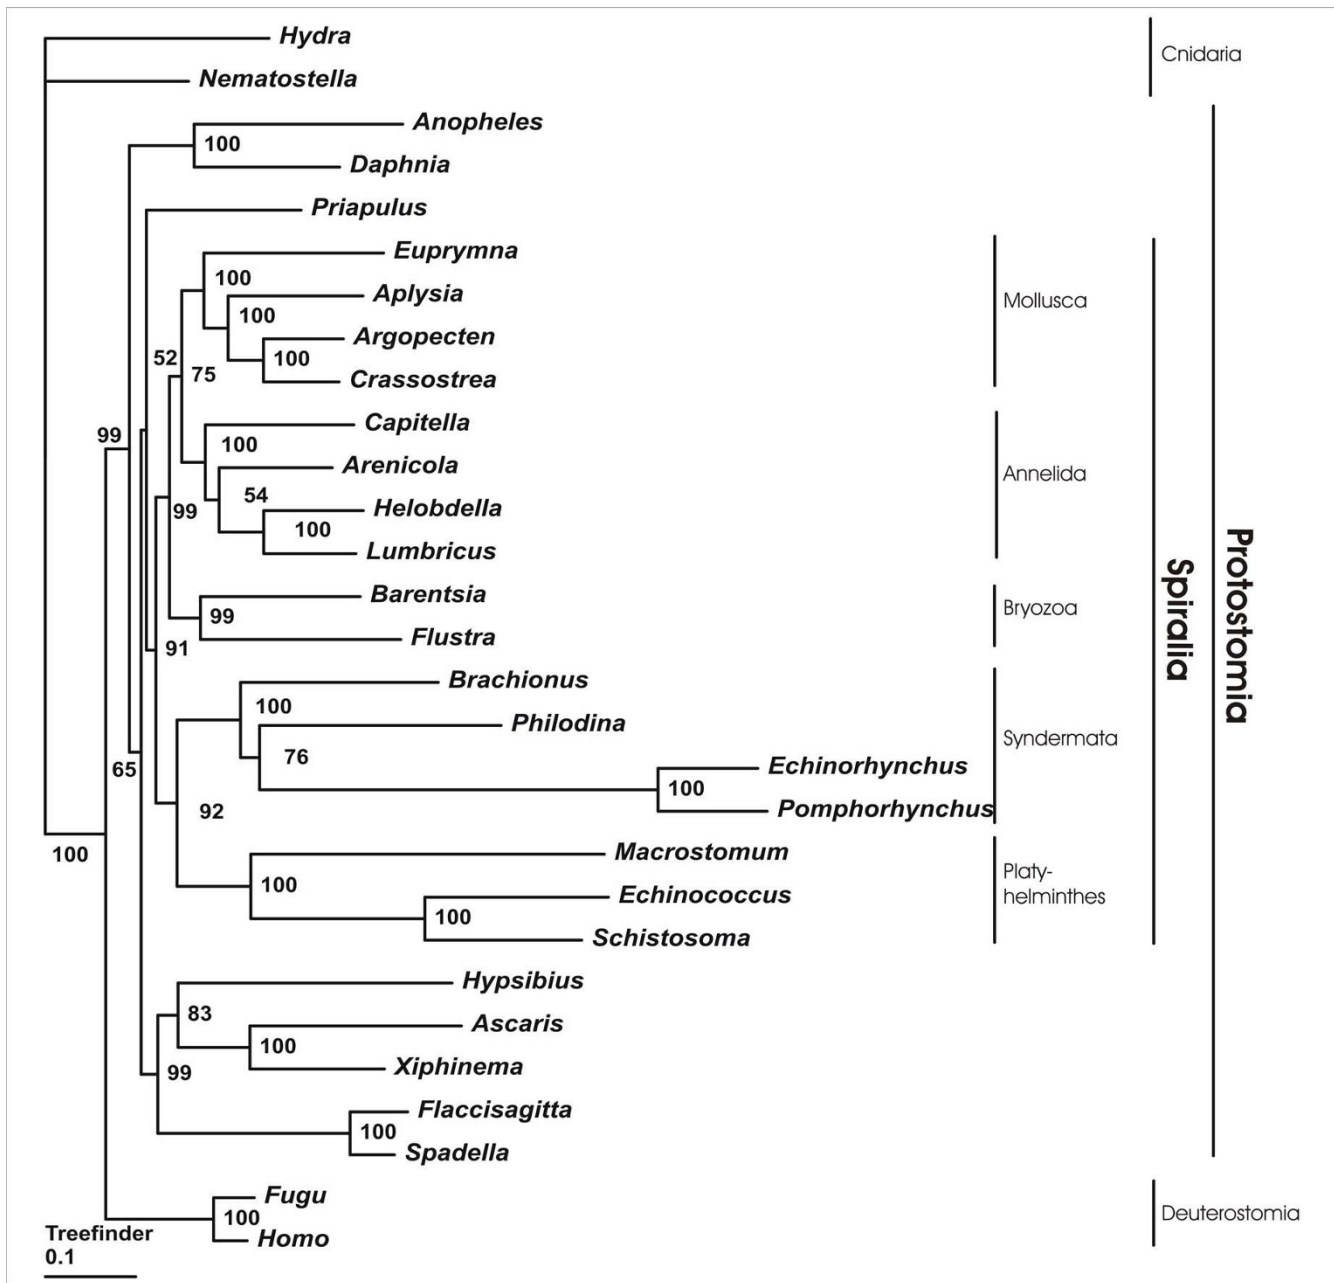 Hydra
Cnidaria
Nematostella
Anopheles
100
Daphnia
Priapulus
Euprymna
100
Aplysia
Mollusca
100
Argopecten
52
100
75
Crassostrea
Capitella
99
100
Arenicola
Annelida
54
Helobdella
99
100
Lumbricus
Barentsia
Bryozoa
99
Flustra
91
Brachionus
100
Philodina
Syndermata
76
Echinorhynchus
65
100
92
Pomphorhynchus
Macrostomum
100
Platy-
helminthes
100
Echinococcus
100
Schistosoma
Hypsibius
83
Ascaris
100
Xiphinema
99
Flaccisagitta
100
Spadella
Fugu
100
Deuterostomia
Homo
Spiralia
Protostomia
Treefinder
0.1